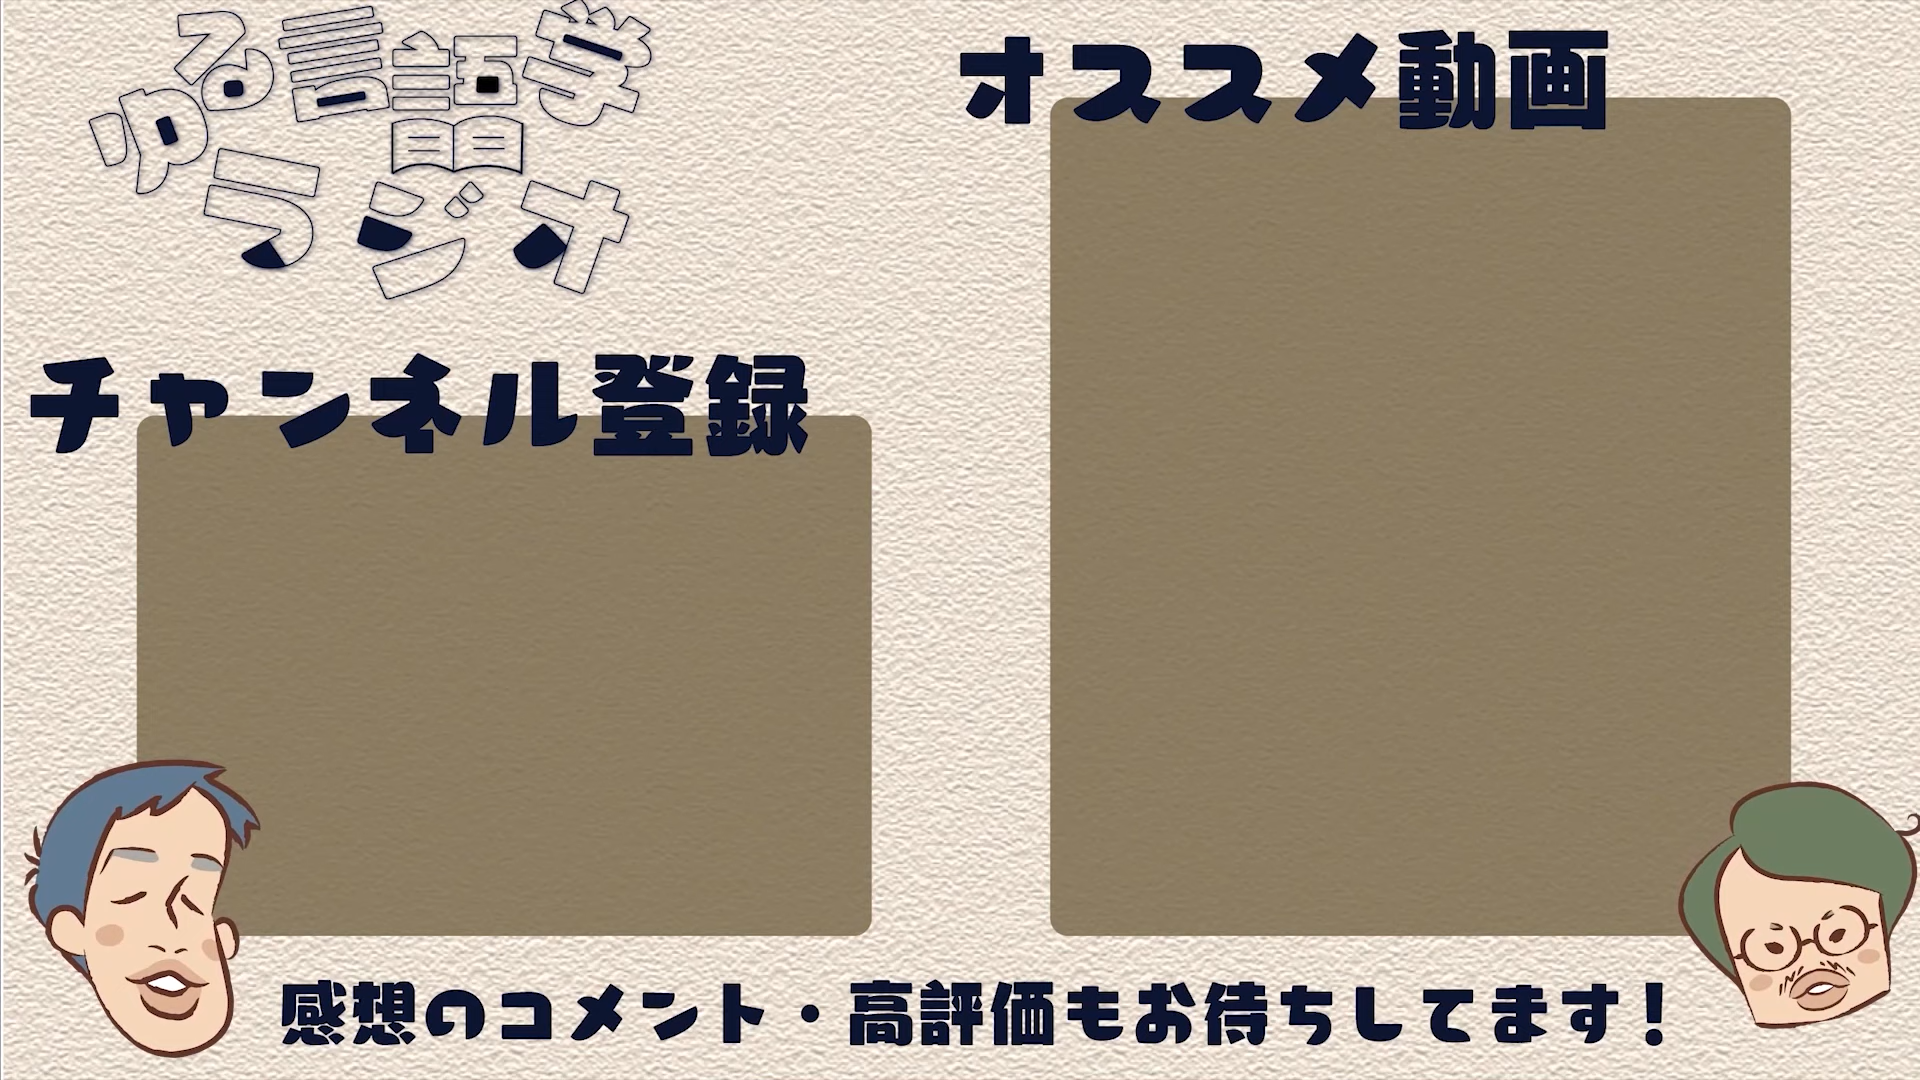 ゆる言語学
ラジオ
オススメ動画
チャンネル登録
感想のコメント・高評価もお待ちしてます!